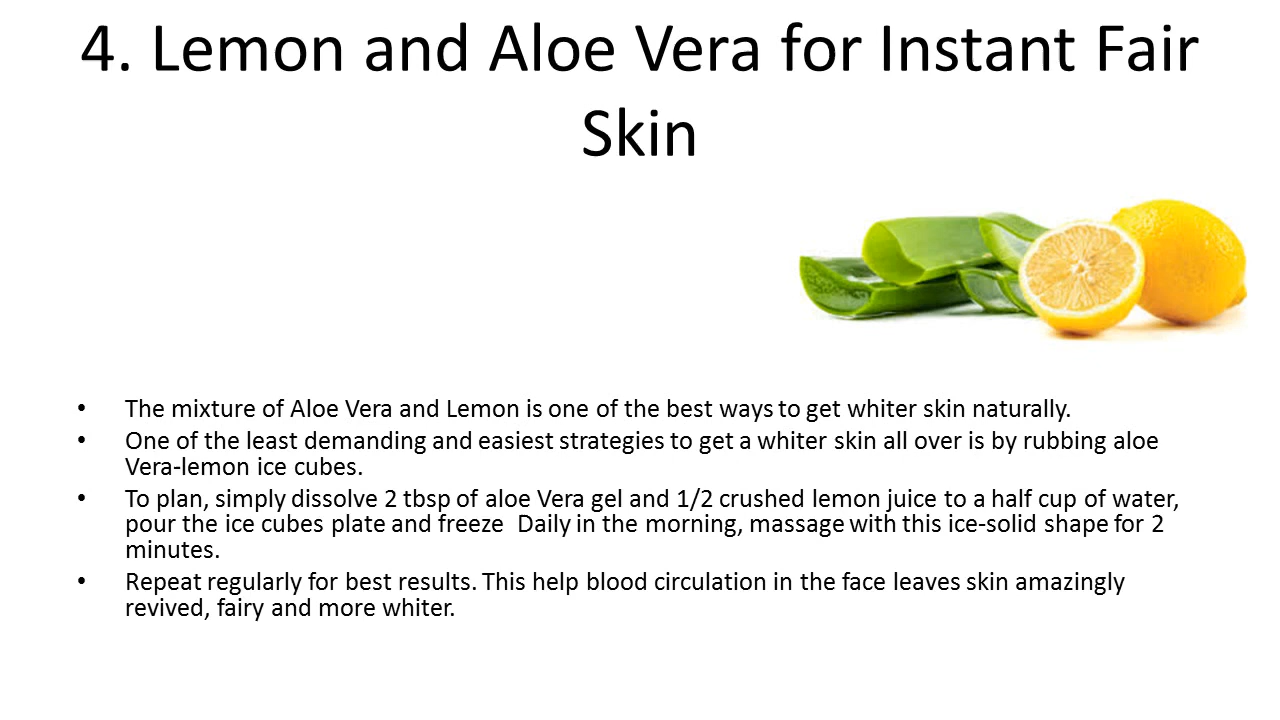 4. Lemon and Aloe Vera for Instant Fair
Skin
• The mixture of Aloe Vera and Lemon is one of the best ways to get whiter skin naturally.
• One of the least demanding and easiest strategies to get a whiter skin all over is by rubbing aloe
Vera-lemon ice cubes.
• To plan, simply dissolve 2 tbsp of aloe Vera gel and 1/2 crushed lemon juice to a half cup of water,
pour the ice cubes plate and freeze  Daily in the morning, massage with this ice-solid shape for 2
minutes.
• Repeat regularly for best results. This help blood circulation in the face leaves skin amazingly
revived, fairy and more whiter.